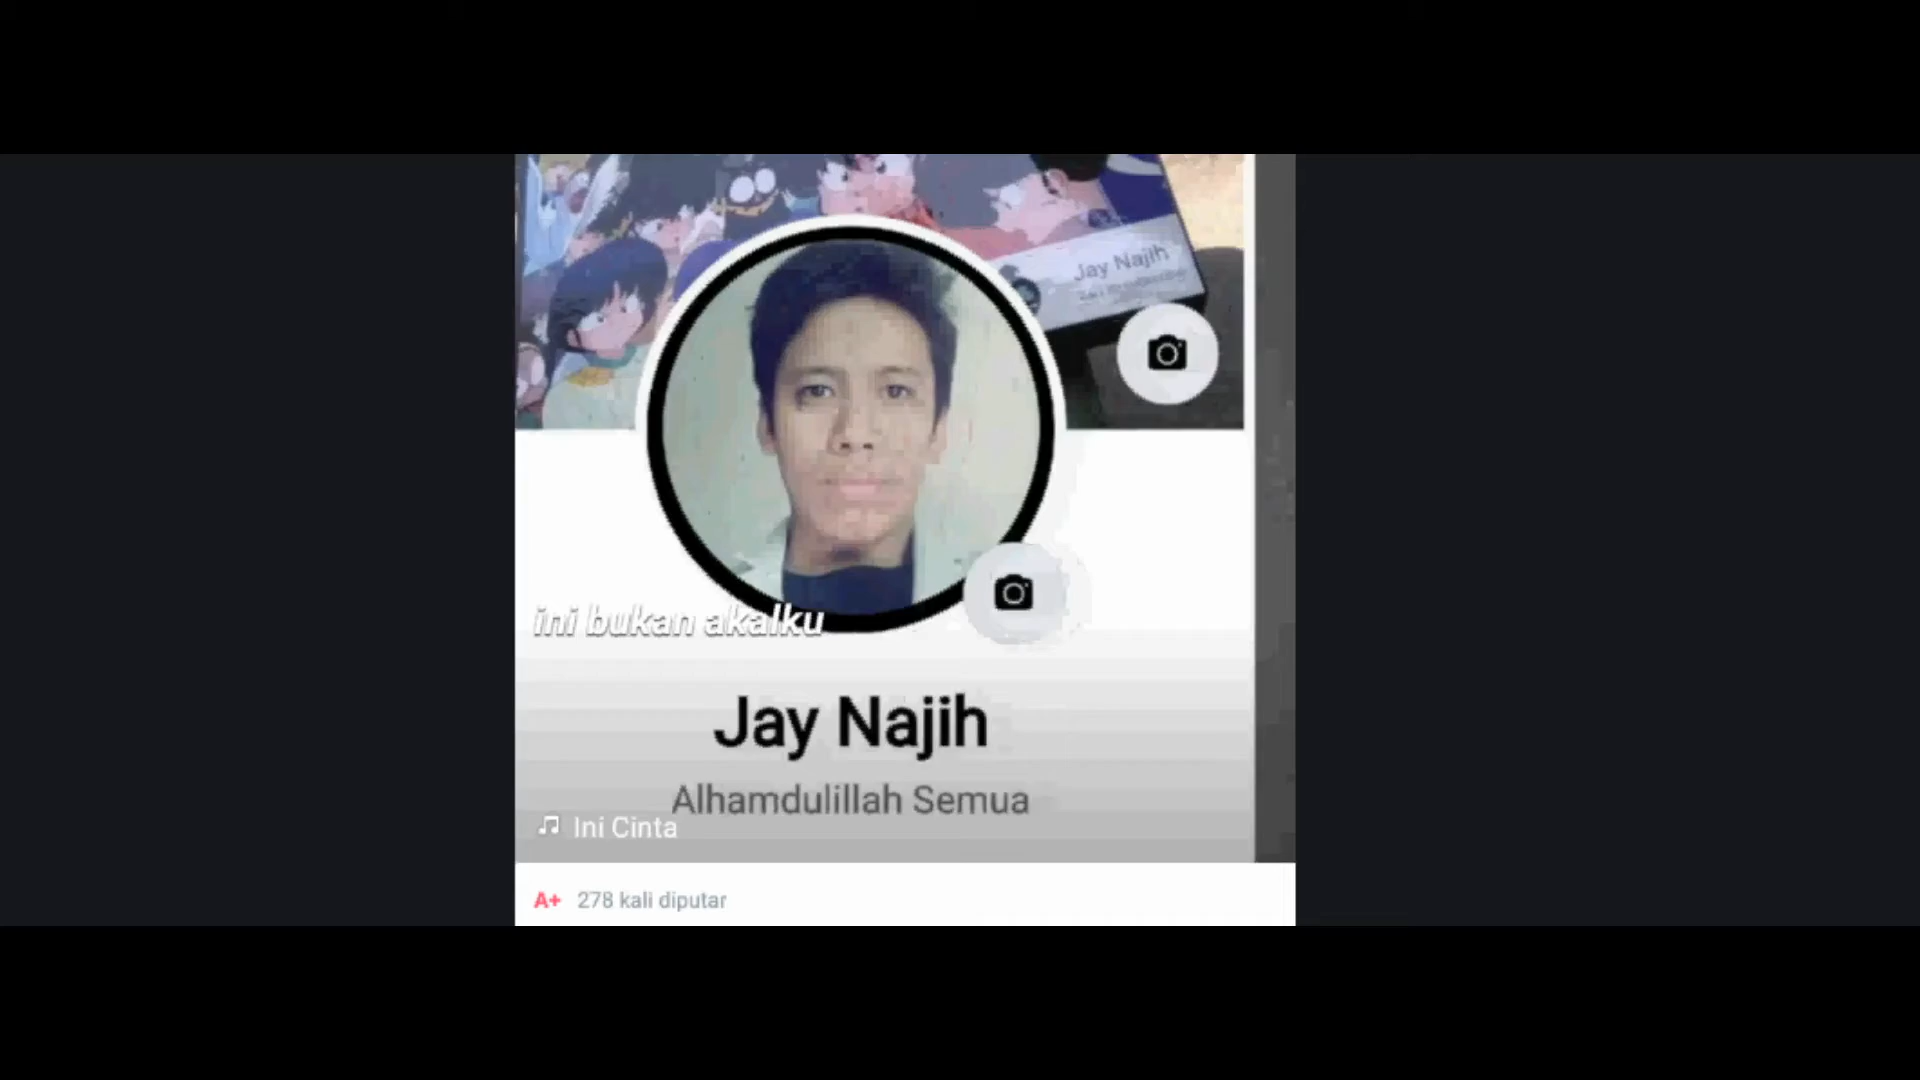 Jay Najih
ini bukan akalku
Jay Najih
Alhamdulillah Semua
Ini Cinta
A+ 278 kali diputar